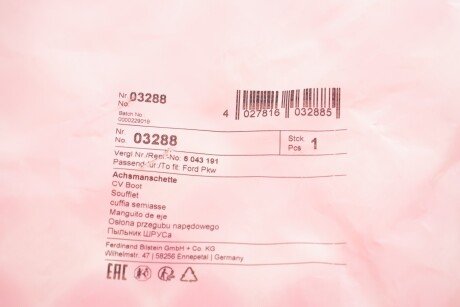 Nr.
No. 03288
Batch No
0000229019
4 027816 032885
Nr.
No. 03288
Stck
Pcs 1
Vergl.Nr./Rem.-No: 6 043 191
Passend für /To fit: Ford Pkw
Achsmanschette
CV Boot
Soufflet
cuffia semiasse
Manguito de eje
Osłona przegubu napędowego
Пыльник ШРУСа
Ferdinand Bilstein GmbH + Co. KG
Wilhelmstr. 47 | 58256 Ennepetal | Germany
EAC